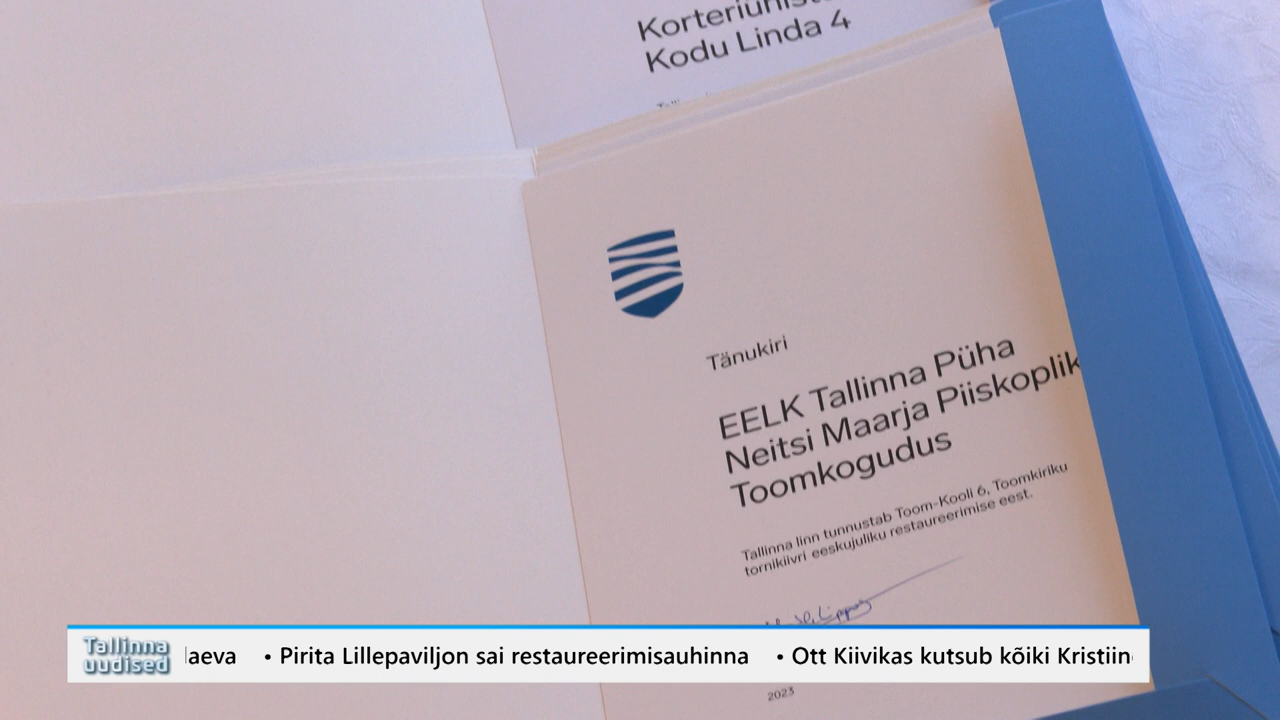 Kodu Linda 4
Tänukiri
EELK Tallinna Püha
Neitsi Maarja Piiskoplik
Toomkogudus
Tallinna linn tunnustab Toom-Kooli 6, Toomkiriku
tornikiivri eeskujuliku restaureerimise eest.
Tallinna
uudised
laeva • Pirita Lillepaviljon sai restaureerimisauhinna • Ott Kiivikas kutsub kõiki Kristiin
2023